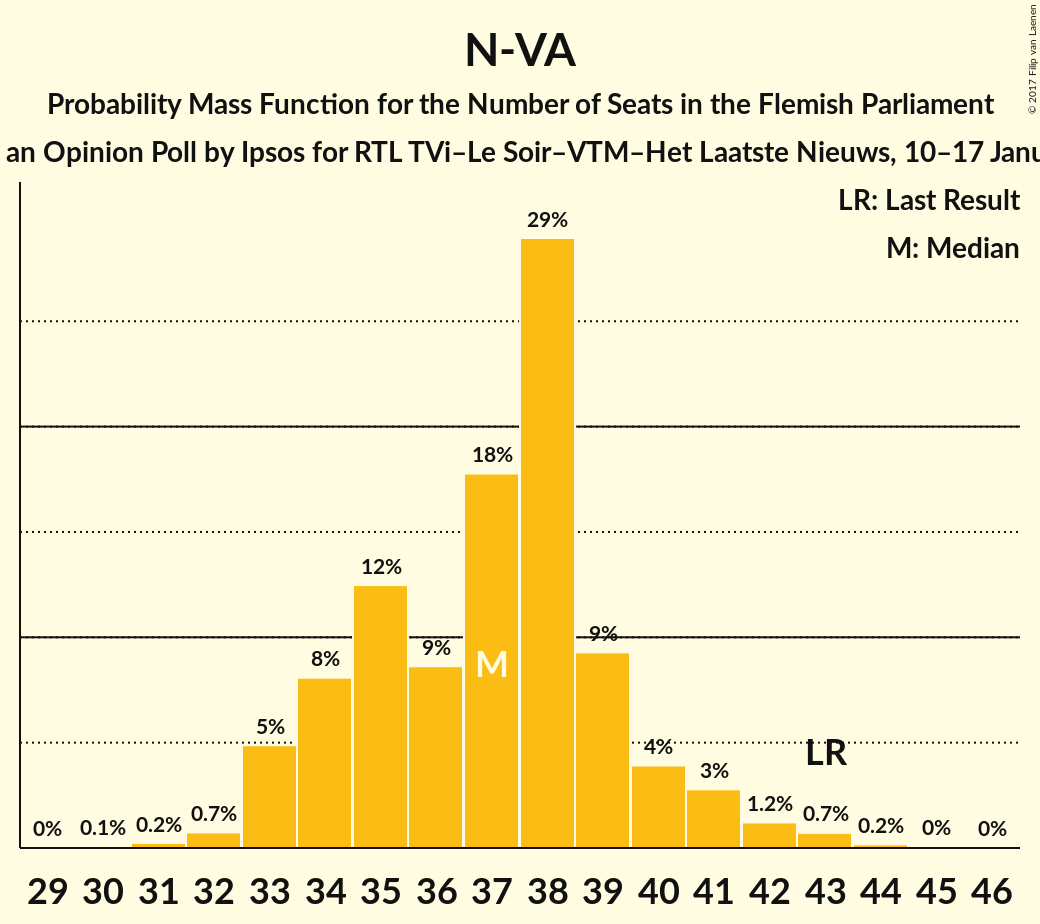 N-VA
Probability Mass Function for the Number of Seats in the Flemish Parliament
an Opinion Poll by Ipsos for RTL TVi–Le Soir–VTM–Het Laatste Nieuws, 10–17
LR: Last Result
M: Median
29%
18%
12%
9%
9%
8%
M
5%
4%
LR
3%
1.2%
0.7%
0.7%
0% 0.1% 0.2%
0.2% 0% 0%
29 30 31 32 33 34 35 36 37 38 39 40 41 42 43 44 45 46
© 2017 Filip van Laenen